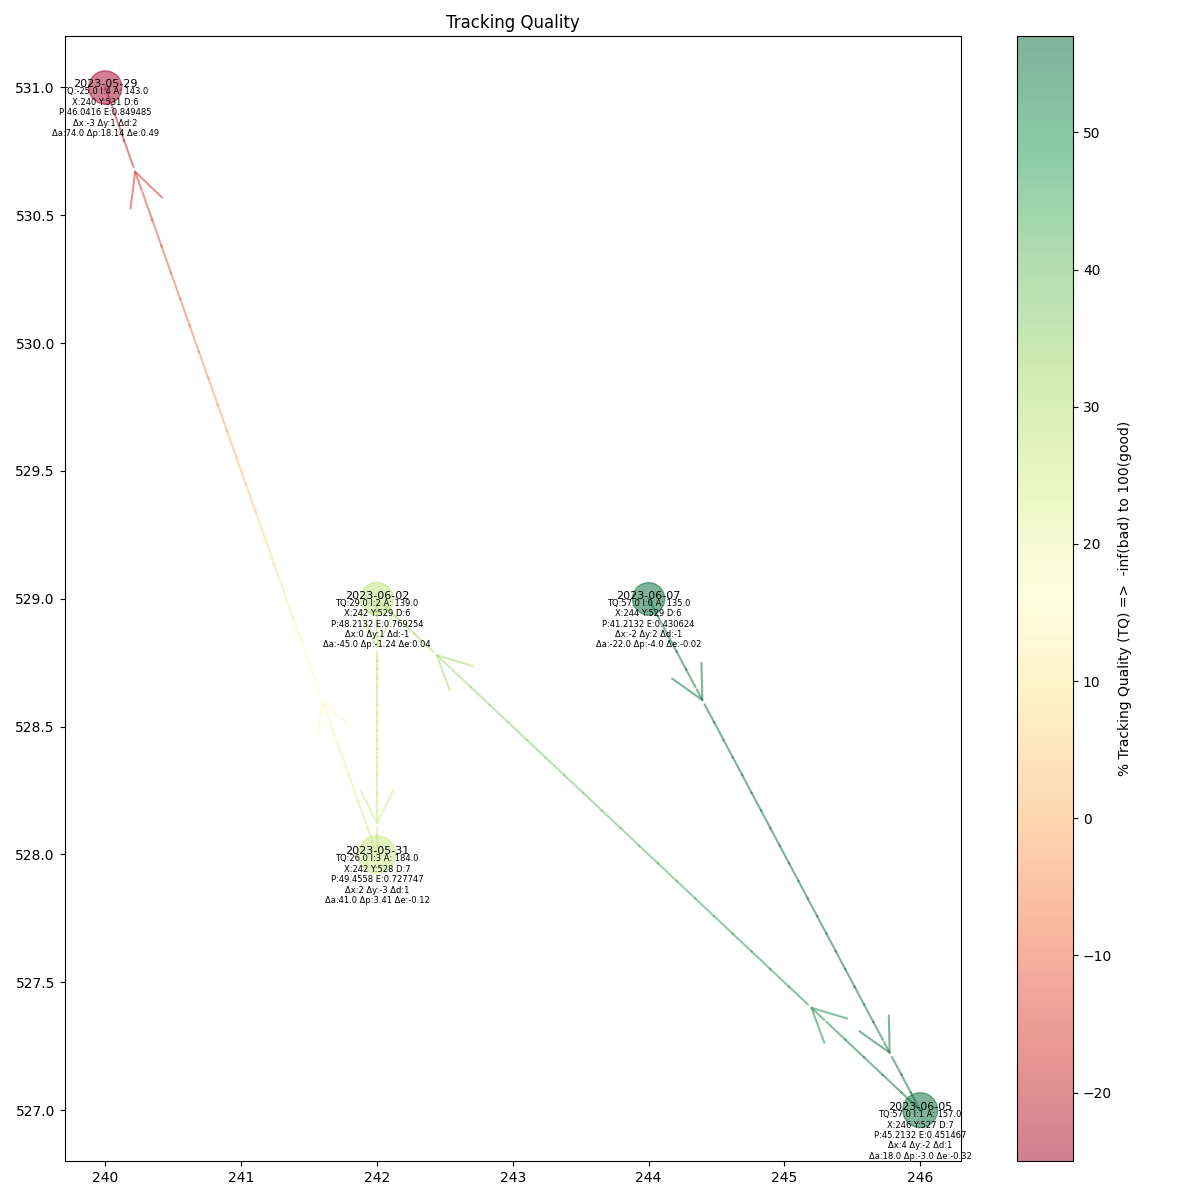 Tracking Quality
531.0
530.5
530.0
529.5
529.0
528.5
528.0
527.5
527.0
240
241
242
243
244
245
246
2023-05-29
TQ:-25.0 I:4 A: 143.0
X:240 Y:531 D:6
P:46.0416 E:0.849485
Δx:-3 Δy:1 Δd:2
Δa:74.0 Δp:18.14 Δe:0.49
2023-06-02
TQ:29.0 I:2 A: 139.0
X:242 Y:529 D:6
P:48.2132 E:0.769254
Δx:0 Δy:1 Δd:-1
Δa:-45.0 Δp:-1.24 Δe:0.04
2023-06-07
TQ:57.0 I:0 A: 135.0
X:244 Y:529 D:6
P:41.2132 E:0.430624
Δx:-2 Δy:2 Δd:-1
Δa:-22.0 Δp:-4.0 Δe:-0.02
2023-05-31
TQ:26.0 I:3 A: 184.0
X:242 Y:528 D:7
P:49.4558 E:0.727747
Δx:2 Δy:-3 Δd:1
Δa:41.0 Δp:3.41 Δe:-0.12
2023-06-05
TQ:57.0 I:1 A: 157.0
X:246 Y:527 D:7
P:45.2132 E:0.451467
Δx:4 Δy:-2 Δd:1
Δa:18.0 Δp:-3.0 Δe:-0.32
50
40
30
20
10
0
−10
−20
% Tracking Quality (TQ) =>  -inf(bad) to 100(good)